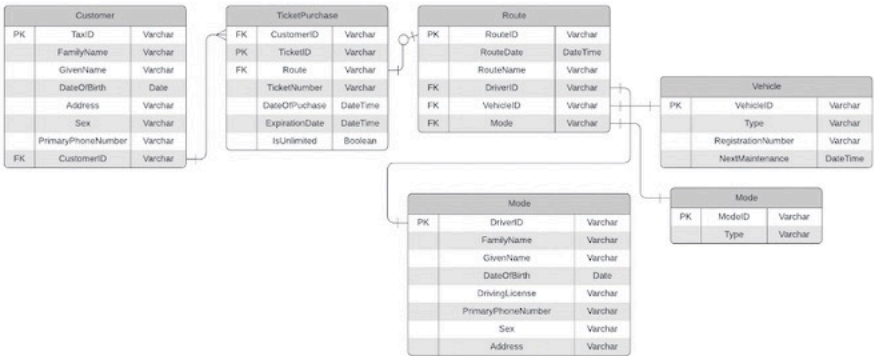 Customer
PK TaxID Varchar
FamilyName Varchar
GivenName Varchar
DateOfBirth Date
Address Varchar
Sex Varchar
PrimaryPhoneNumber Varchar
FK CustomerID Varchar
TicketPurchase
FK CustomerID Varchar
PK TicketID Varchar
FK Route Varchar
TicketNumber Varchar
DateOfPuchase DateTime
ExpirationDate DateTime
IsUnlimited Boolean
Route
PK RouteID Varchar
RouteDate DateTime
RouteName Varchar
FK DriverID Varchar
FK VehicleID Varchar
FK Mode Varchar
Vehicle
PK VehicleID Varchar
Type Varchar
RegistrationNumber Varchar
NextMaintenance DateTime
Mode
PK DriverID Varchar
FamilyName Varchar
GivenName Varchar
DateOfBirth Date
DrivingLicense Varchar
PrimaryPhoneNumber Varchar
Sex Varchar
Address Varchar
Mode
PK ModeID Varchar
Type Varchar